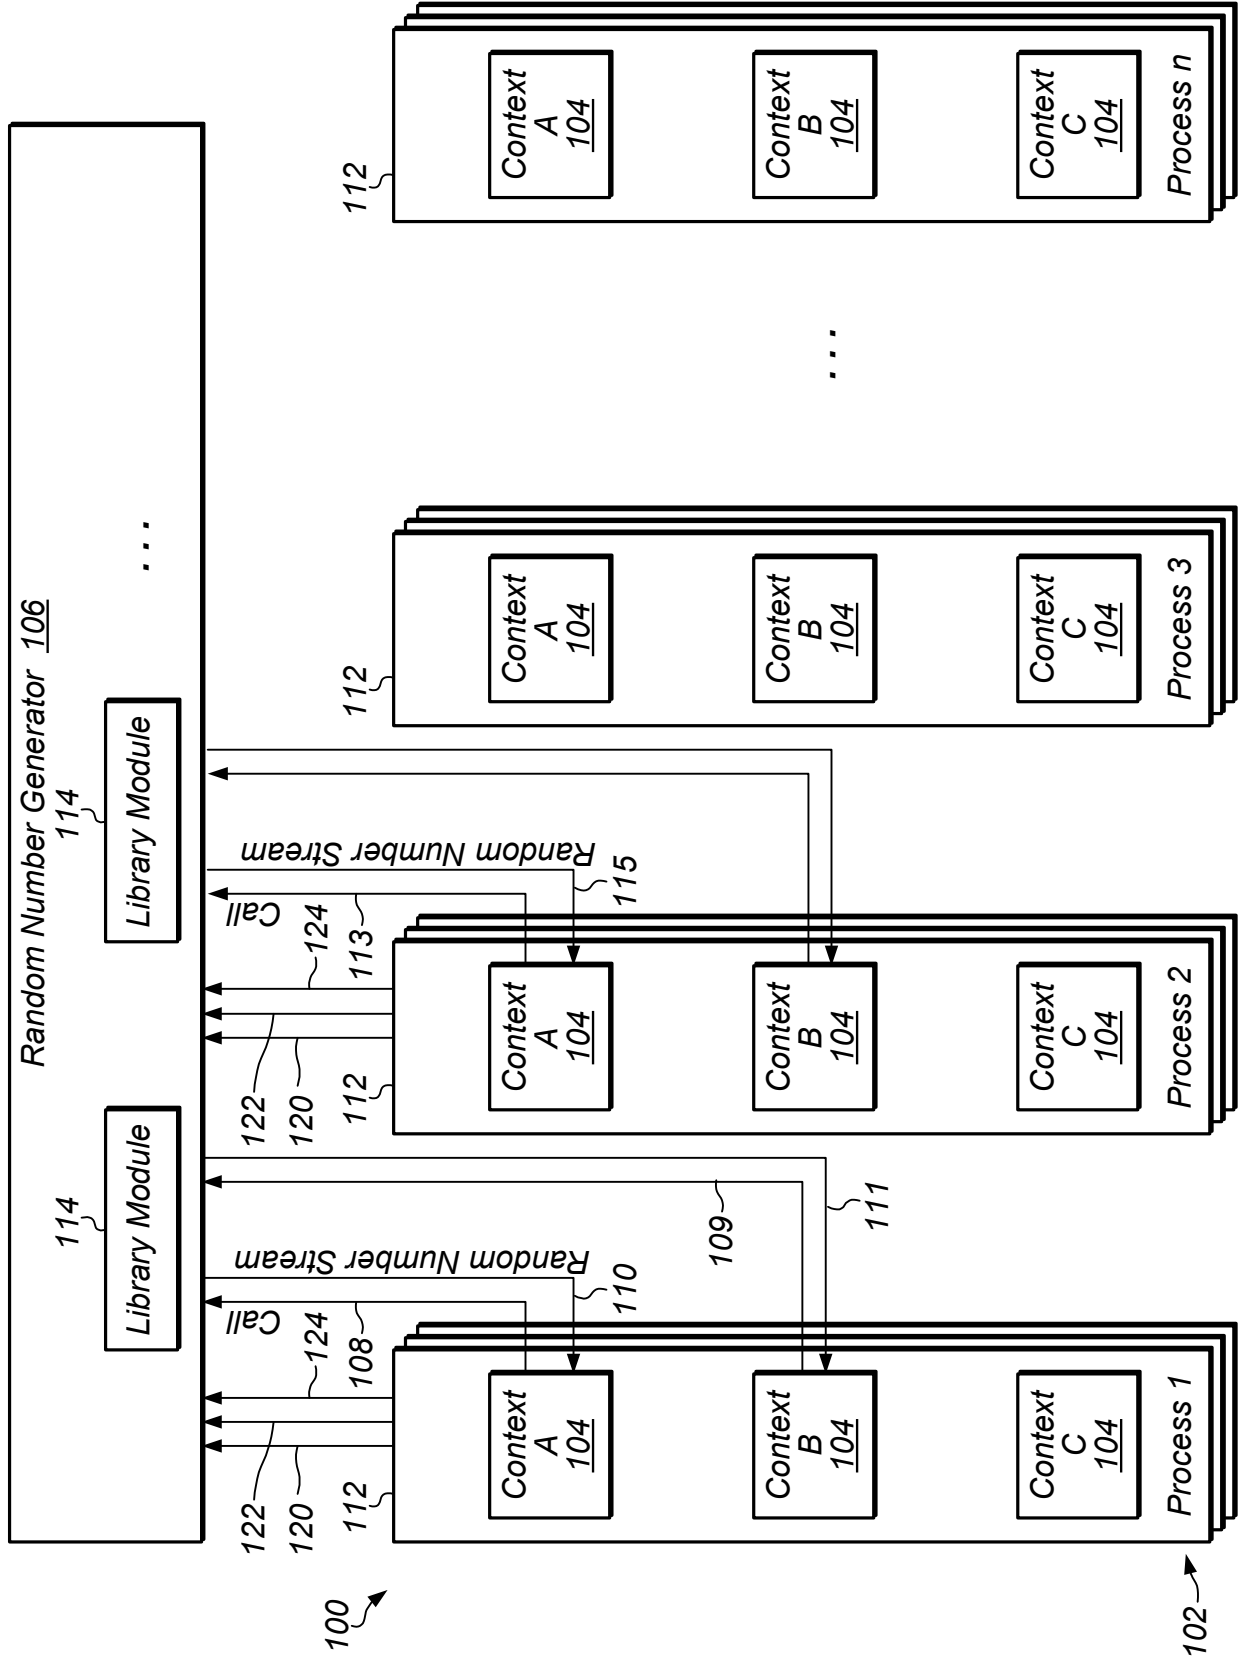 Random Number Generator 106
114
Library Module
114
Library Module
. . .
122
120
124
Call
108
Random Number Stream
110
109
111
122
120
124
Call
113
Random Number Stream
115
100
102
112
Context
A
104
Context
B
104
Context
C
104
Process 1
112
Context
A
104
Context
B
104
Context
C
104
Process 2
112
Context
A
104
Context
B
104
Context
C
104
Process 3
. . .
112
Context
A
104
Context
B
104
Context
C
104
Process n